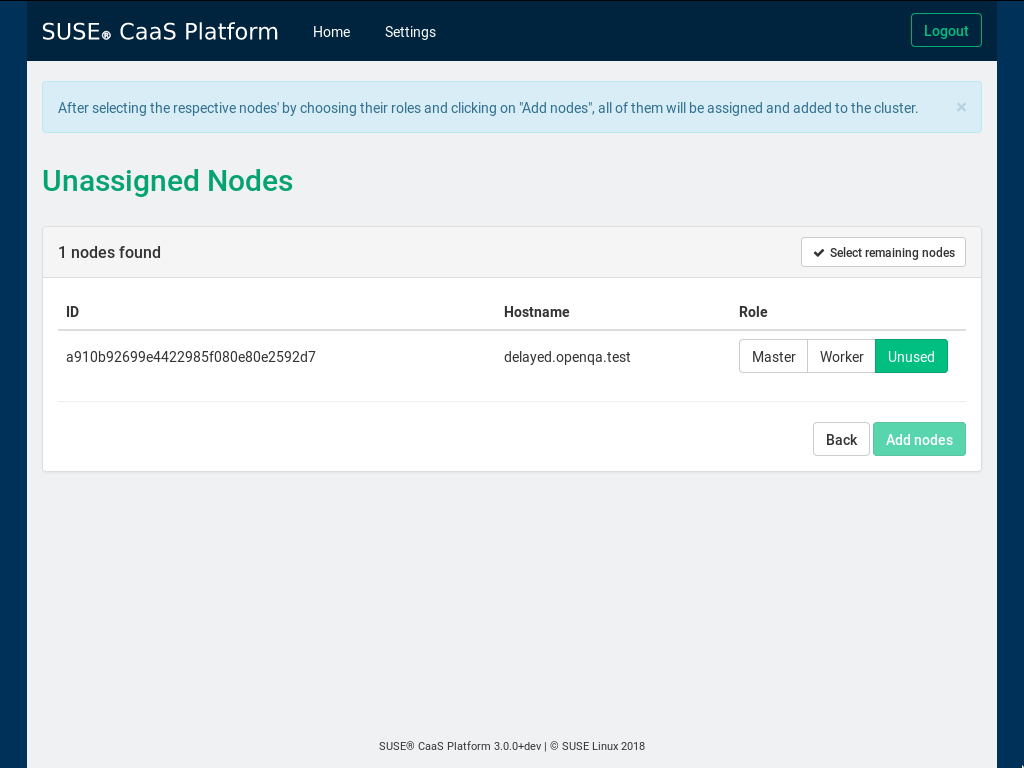 SUSE® CaaS Platform Home Settings Logout
After selecting the respective nodes' by choosing their roles and clicking on "Add nodes", all of them will be assigned and added to the cluster. ×
Unassigned Nodes
1 nodes found Select remaining nodes
ID Hostname Role
a910b92699e4422985f080e80e2592d7 delayed.openqa.test Master Worker Unused
Back Add nodes
SUSE® CaaS Platform 3.0.0+dev | © SUSE Linux 2018